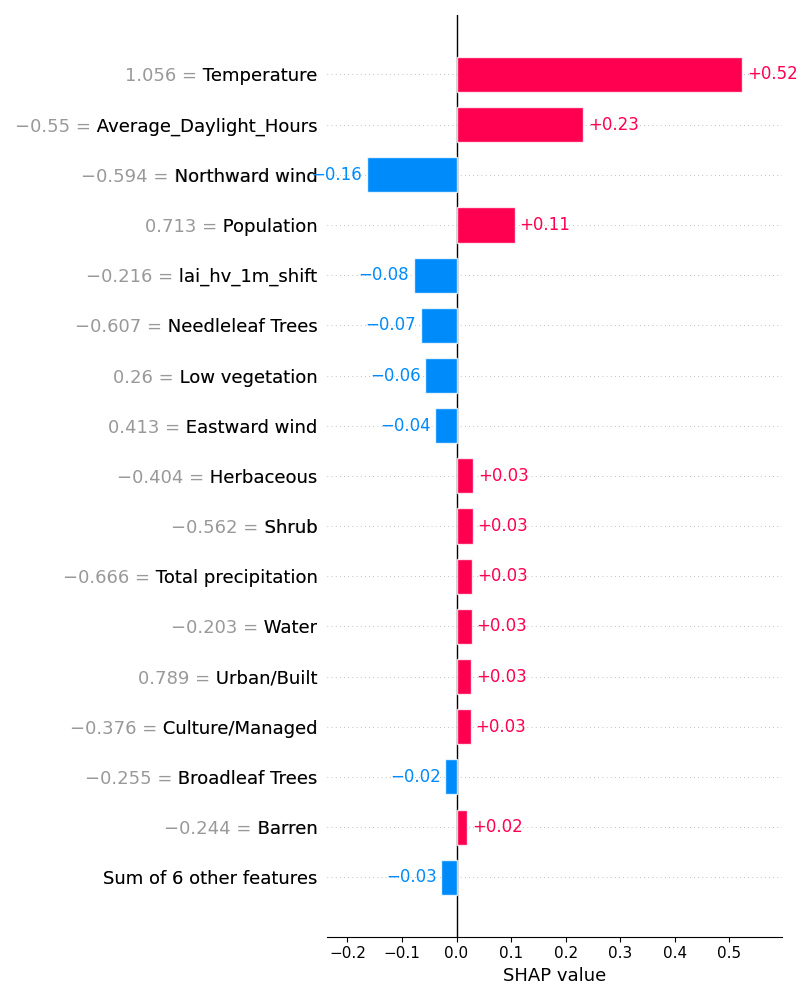 1.056 = Temperature +0.52
−0.55 = Average_Daylight_Hours +0.23
−0.594 = Northward wind −0.16
0.713 = Population +0.11
−0.216 = lai_hv_1m_shift −0.08
−0.607 = Needleleaf Trees −0.07
0.26 = Low vegetation −0.06
0.413 = Eastward wind −0.04
−0.404 = Herbaceous +0.03
−0.562 = Shrub +0.03
−0.666 = Total precipitation +0.03
−0.203 = Water +0.03
0.789 = Urban/Built +0.03
−0.376 = Culture/Managed +0.03
−0.255 = Broadleaf Trees −0.02
−0.244 = Barren +0.02
Sum of 6 other features −0.03
−0.2 −0.1 0.0 0.1 0.2 0.3 0.4 0.5
SHAP value